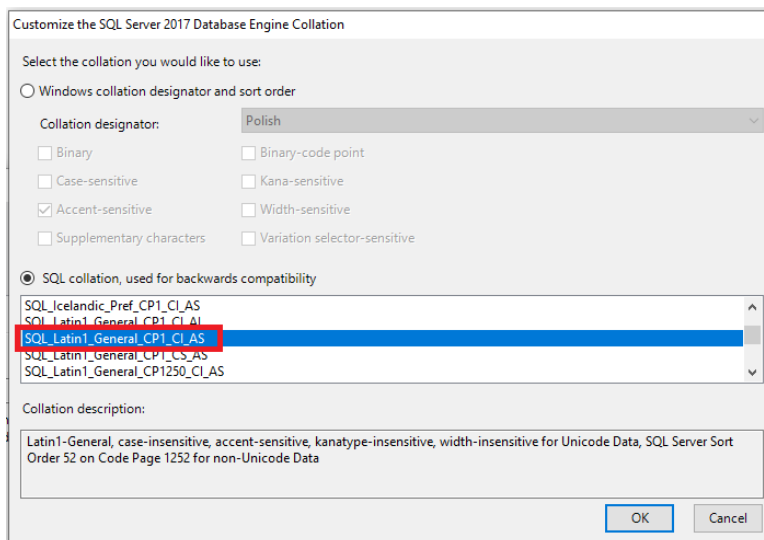 Customize the SQL Server 2017 Database Engine Collation
Select the collation you would like to use:
Windows collation designator and sort order
Collation designator:
Polish
Binary
Binary-code point
Case-sensitive
Kana-sensitive
Accent-sensitive
Width-sensitive
Supplementary characters
Variation selector-sensitive
SQL collation, used for backwards compatibility
SQL_Icelandic_Pref_CP1_CI_AS
SQL_Latin1_General_CP1_CI_AI
SQL_Latin1_General_CP1_CI_AS
SQL_Latin1_General_CP1_CS_AS
SQL_Latin1_General_CP1250_CI_AS
Collation description:
Latin1-General, case-insensitive, accent-sensitive, kanatype-insensitive, width-insensitive for Unicode Data, SQL Server Sort
Order 52 on Code Page 1252 for non-Unicode Data
OK
Cancel